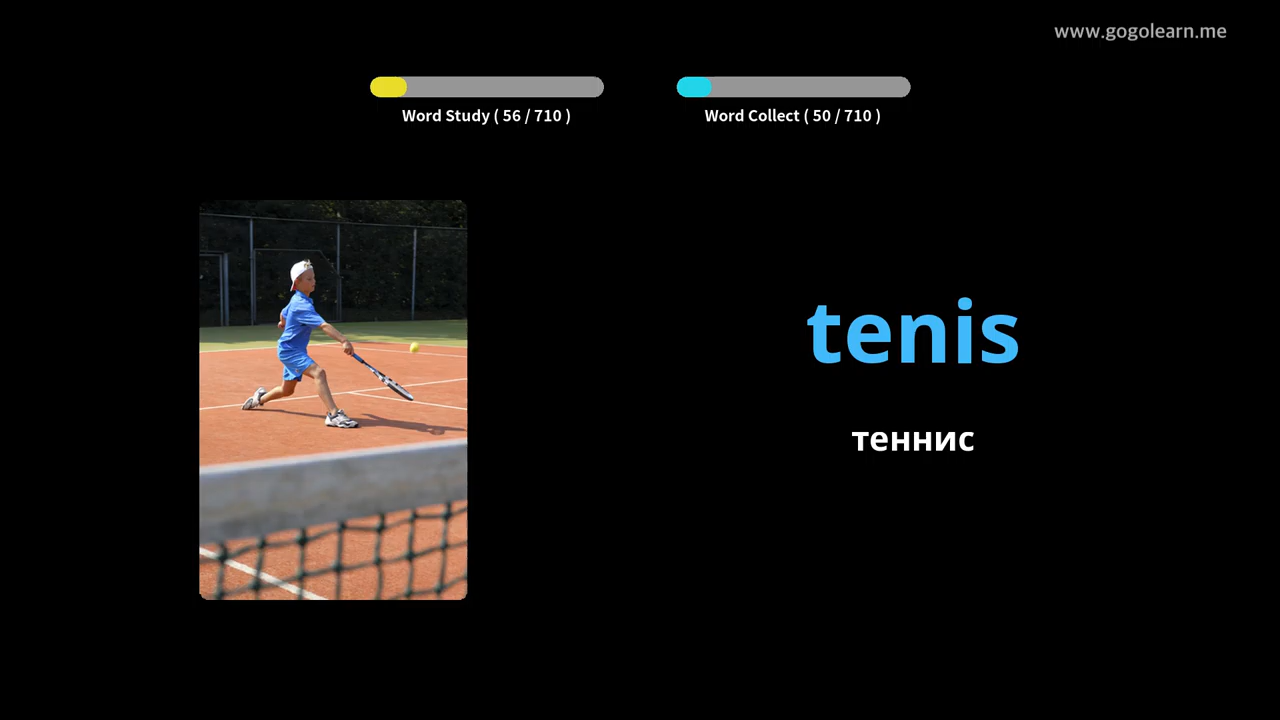 www.gogolearn.me
Word Study ( 56 / 710 )
Word Collect ( 50 / 710 )
tenis
теннис